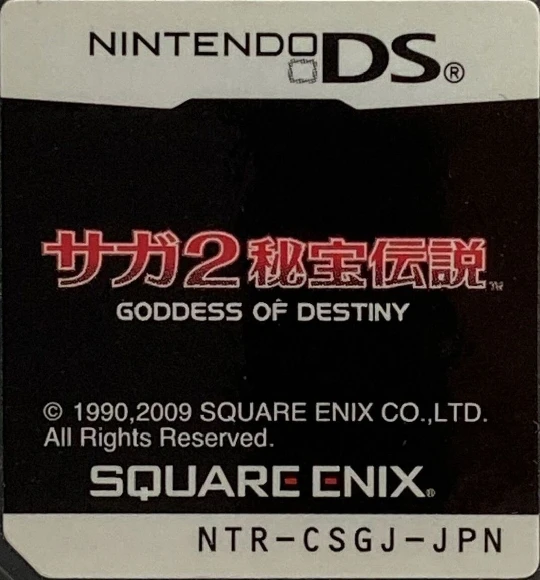 NINTENDO DS®
サガ2秘宝伝説™
GODDESS OF DESTINY
© 1990,2009 SQUARE ENIX CO.,LTD.
All Rights Reserved.
SQUARE ENIX®
NTR-CSGJ-JPN